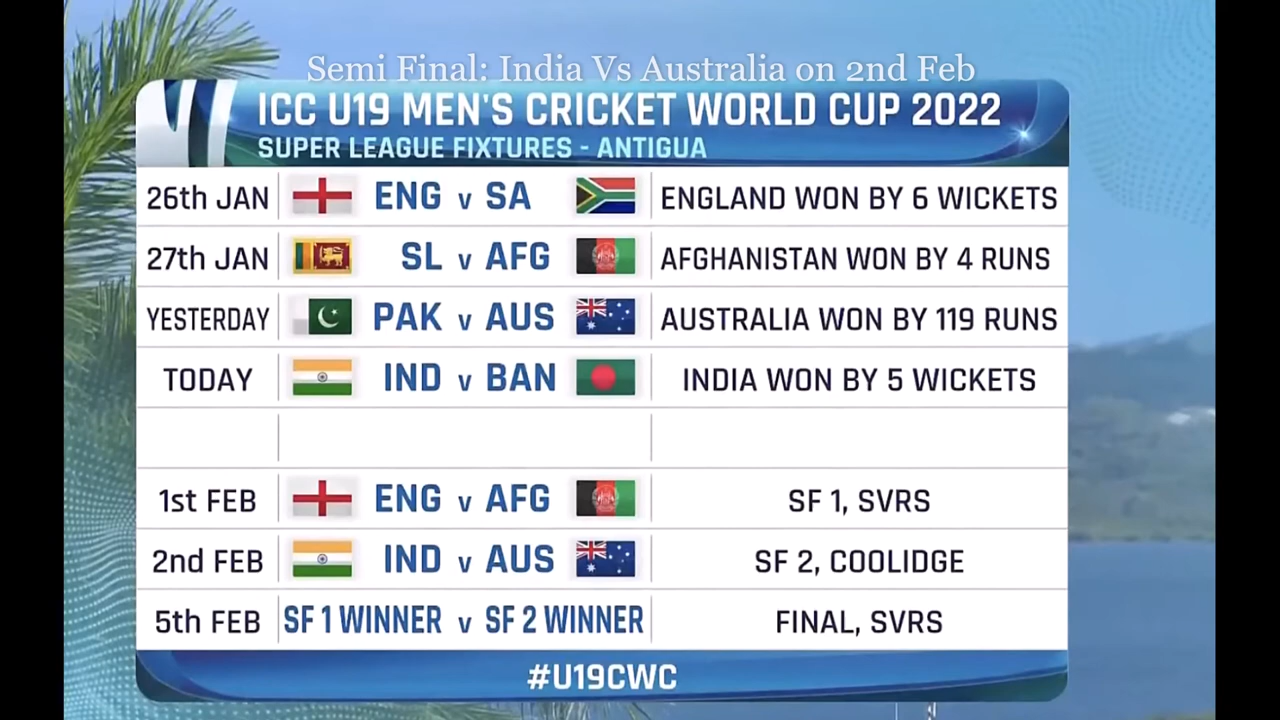 Semi Final: India Vs Australia on 2nd Feb
ICC U19 MEN'S CRICKET WORLD CUP 2022
SUPER LEAGUE FIXTURES - ANTIGUA
26th JAN ENG v SA ENGLAND WON BY 6 WICKETS
27th JAN SL v AFG AFGHANISTAN WON BY 4 RUNS
YESTERDAY PAK v AUS AUSTRALIA WON BY 119 RUNS
TODAY IND v BAN INDIA WON BY 5 WICKETS
1st FEB ENG v AFG SF 1, SVRS
2nd FEB IND v AUS SF 2, COOLIDGE
5th FEB SF 1 WINNER v SF 2 WINNER FINAL, SVRS
#U19CWC